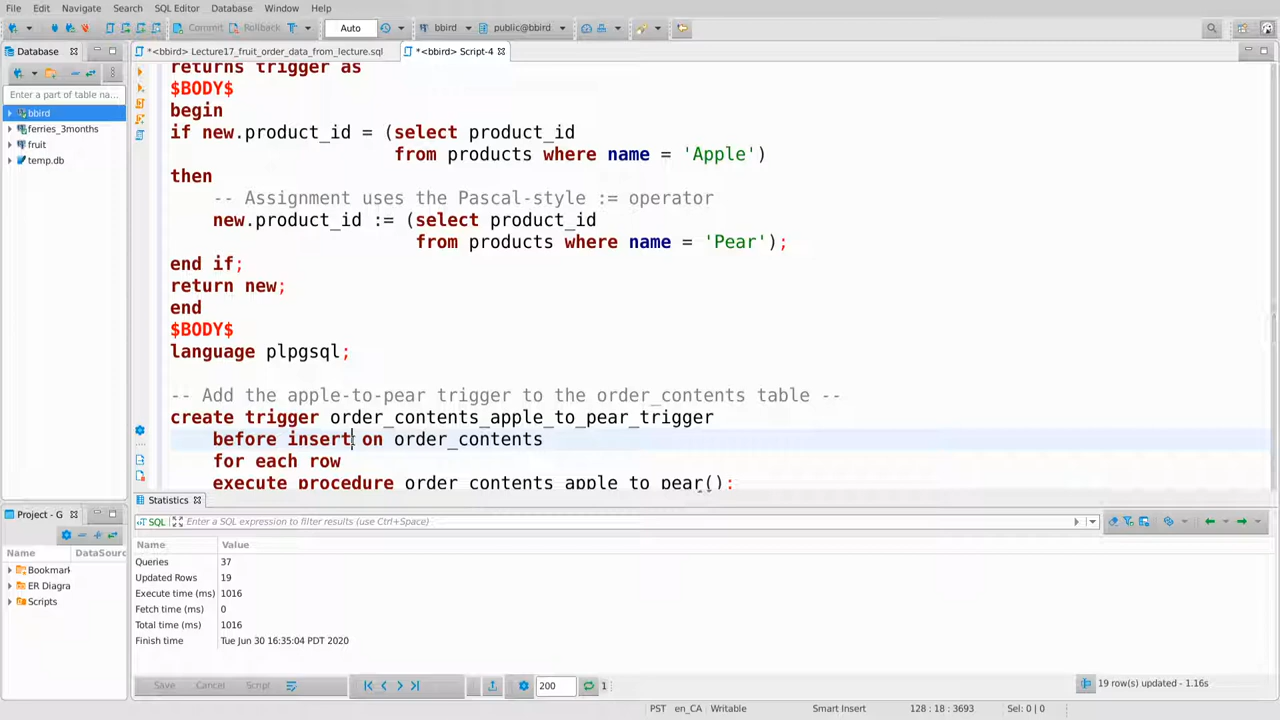 File Edit Navigate Search SQL Editor Database Window Help
Commit Rollback Auto bbird public@bbird
Database *<bbird> Lecture17_fruit_order_data_from_lecture.sql *<bbird> Script-4
Enter a part of table na...
bbird
ferries_3months
fruit
temp.db
returns trigger as
$BODY$
begin
if new.product_id = (select product_id
from products where name = 'Apple')
then
-- Assignment uses the Pascal-style := operator
new.product_id := (select product_id
from products where name = 'Pear');
end if;
return new;
end
$BODY$
language plpgsql;
-- Add the apple-to-pear trigger to the order_contents table --
create trigger order_contents_apple_to_pear_trigger
before insert on order_contents
for each row
execute procedure order_contents_apple_to_pear();
Project - G
Name DataSourc
Bookmark
ER Diagra
Scripts
Statistics
SQL Enter a SQL expression to filter results (use Ctrl+Space)
Name Value
Queries 37
Updated Rows 19
Execute time (ms) 1016
Fetch time (ms) 0
Total time (ms) 1016
Finish time Tue Jun 30 16:35:04 PDT 2020
Save Cancel Script 200 1 19 row(s) updated - 1.16s
PST en_CA Writable Smart Insert 128 : 18 : 3693 Sel: 0 | 0